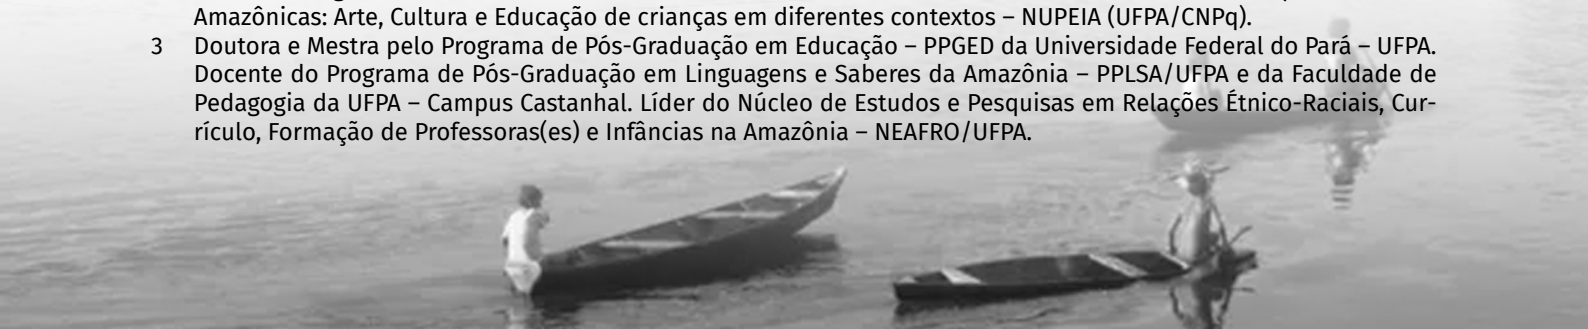 Amazônicas: Arte, Cultura e Educação de crianças em diferentes contextos – NUPEIA (UFPA/CNPq).
3 Doutora e Mestra pelo Programa de Pós-Graduação em Educação – PPGED da Universidade Federal do Pará – UFPA.
Docente do Programa de Pós-Graduação em Linguagens e Saberes da Amazônia – PPLSA/UFPA e da Faculdade de
Pedagogia da UFPA – Campus Castanhal. Líder do Núcleo de Estudos e Pesquisas em Relações Étnico-Raciais, Cur-
rículo, Formação de Professoras(es) e Infâncias na Amazônia – NEAFRO/UFPA.